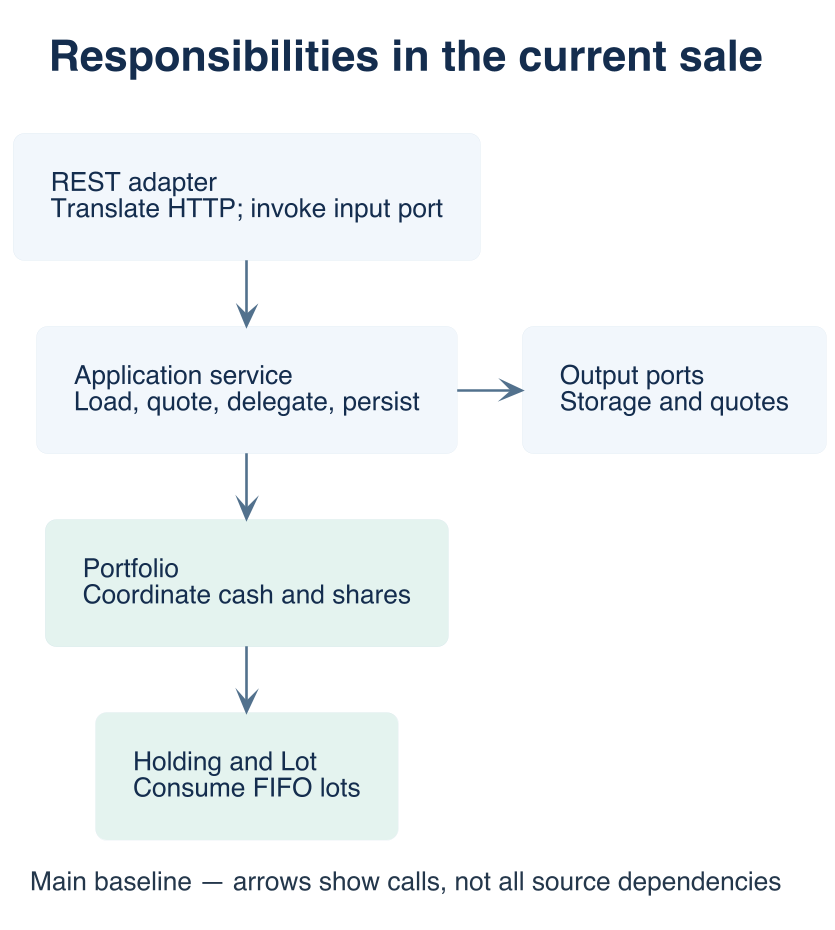 Responsibilities in the current sale
REST adapter
Translate HTTP; invoke input port
Application service
Load, quote, delegate, persist
Output ports
Storage and quotes
Portfolio
Coordinate cash and shares
Holding and Lot
Consume FIFO lots
Main baseline — arrows show calls, not all source dependencies